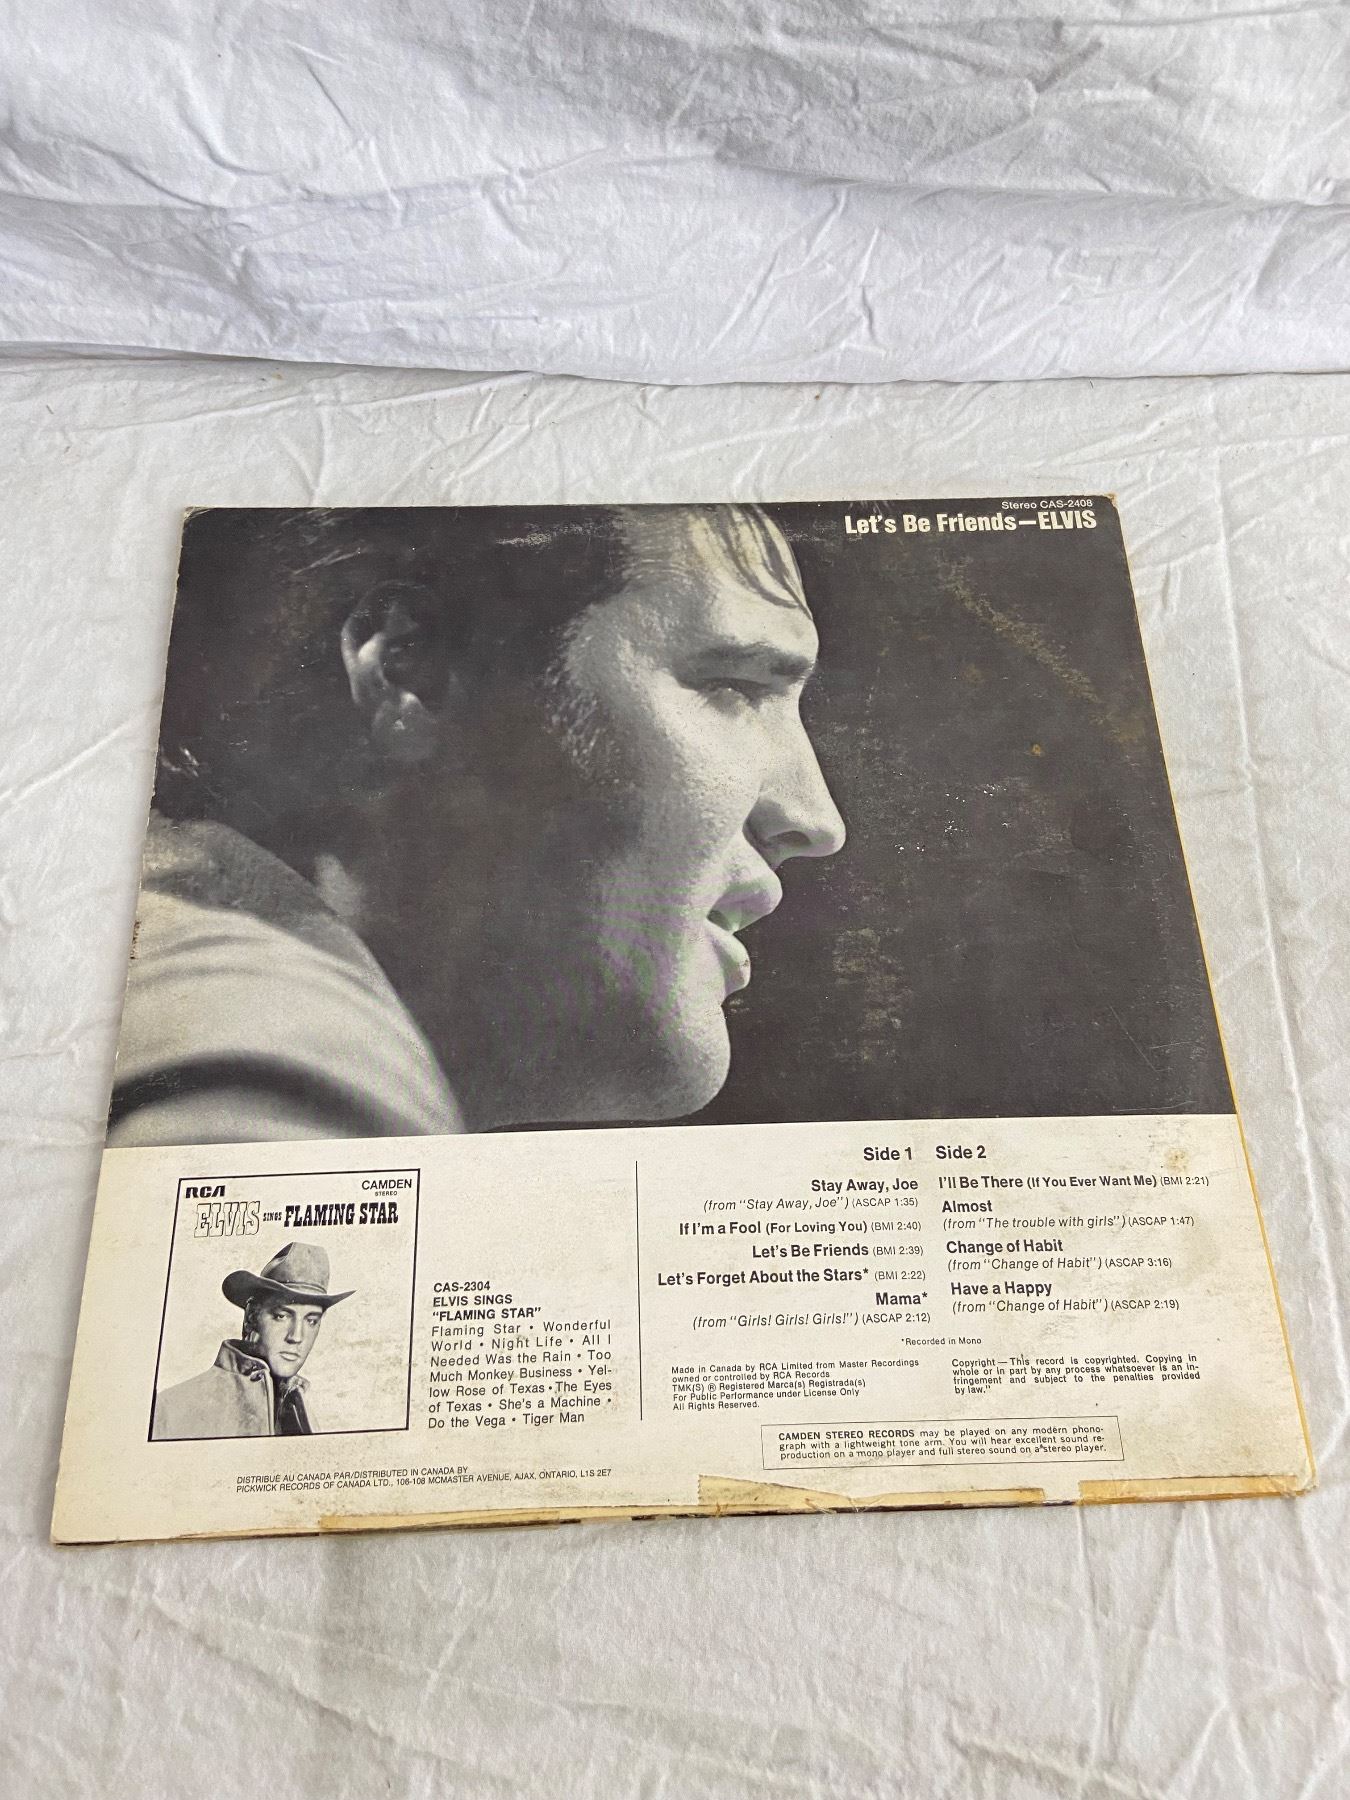 Stereo CAS-2408
Let's Be Friends—ELVIS
RCA
CAMDEN
STEREO
ELVIS SINGS FLAMING STAR
CAS-2304
ELVIS SINGS
"FLAMING STAR"
Flaming Star • Wonderful
World • Night Life • All I
Needed Was the Rain • Too
Much Monkey Business • Yel-
low Rose of Texas • The Eyes
of Texas • She's a Machine •
Do the Vega • Tiger Man
DISTRIBUÉ AU CANADA PAR/DISTRIBUTED IN CANADA BY
PICKWICK RECORDS OF CANADA LTD., 106-108 MCMASTER AVENUE, AJAX, ONTARIO, L1S 2E7
Side 1
Stay Away, Joe
(from "Stay Away, Joe") (ASCAP 1:35)
If I'm a Fool (For Loving You) (BMI 2:40)
Let's Be Friends (BMI 2:39)
Let's Forget About the Stars* (BMI 2:22)
Mama*
(from "Girls! Girls! Girls!") (ASCAP 2:12)
Side 2
I'll Be There (If You Ever Want Me) (BMI 2:21)
Almost
(from "The trouble with girls") (ASCAP 1:47)
Change of Habit
(from "Change of Habit") (ASCAP 3:16)
Have a Happy
(from "Change of Habit") (ASCAP 2:19)
*Recorded in Mono
Made in Canada by RCA Limited from Master Recordings
owned or controlled by RCA Records
TMK(S) ® Registered Marca(s) Registrada(s)
For Public Performance under License Only
All Rights Reserved.
Copyright — This record is copyrighted. Copying in
whole or in part by any process whatsoever is an in-
fringement and subject to the penalties provided
by law."
CAMDEN STEREO RECORDS may be played on any modern phono-
graph with a lightweight tone arm. You will hear excellent sound re-
production on a mono player and full stereo sound on a stereo player.